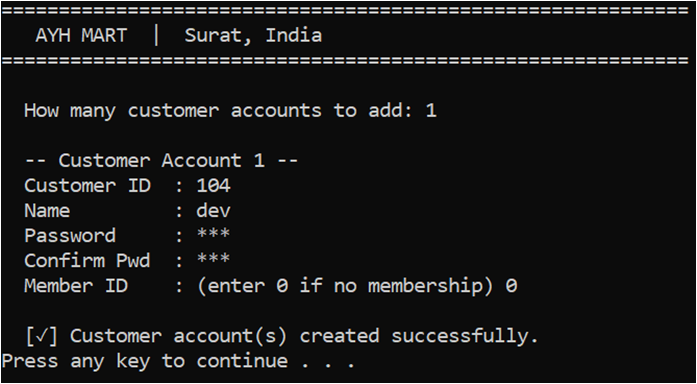 ============================================================
AYH MART | Surat, India
============================================================
How many customer accounts to add: 1
-- Customer Account 1 --
Customer ID : 104
Name : dev
Password : ***
Confirm Pwd : ***
Member ID : (enter 0 if no membership) 0
[✓] Customer account(s) created successfully.
Press any key to continue . . .